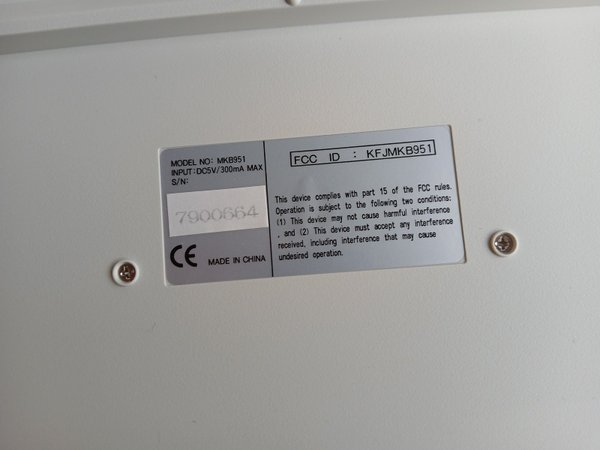 MODEL NO: MKB951
INPUT: DC5V/300mA MAX
S/N:
7900664
CE MADE IN CHINA
FCC ID : KFJMKB951
This device complies with part 15 of the FCC rules.
Operation is subject to the following two conditions:
(1) This device may not cause harmful interference
, and (2) This device must accept any interference
received, including interference that may cause
undesired operation.